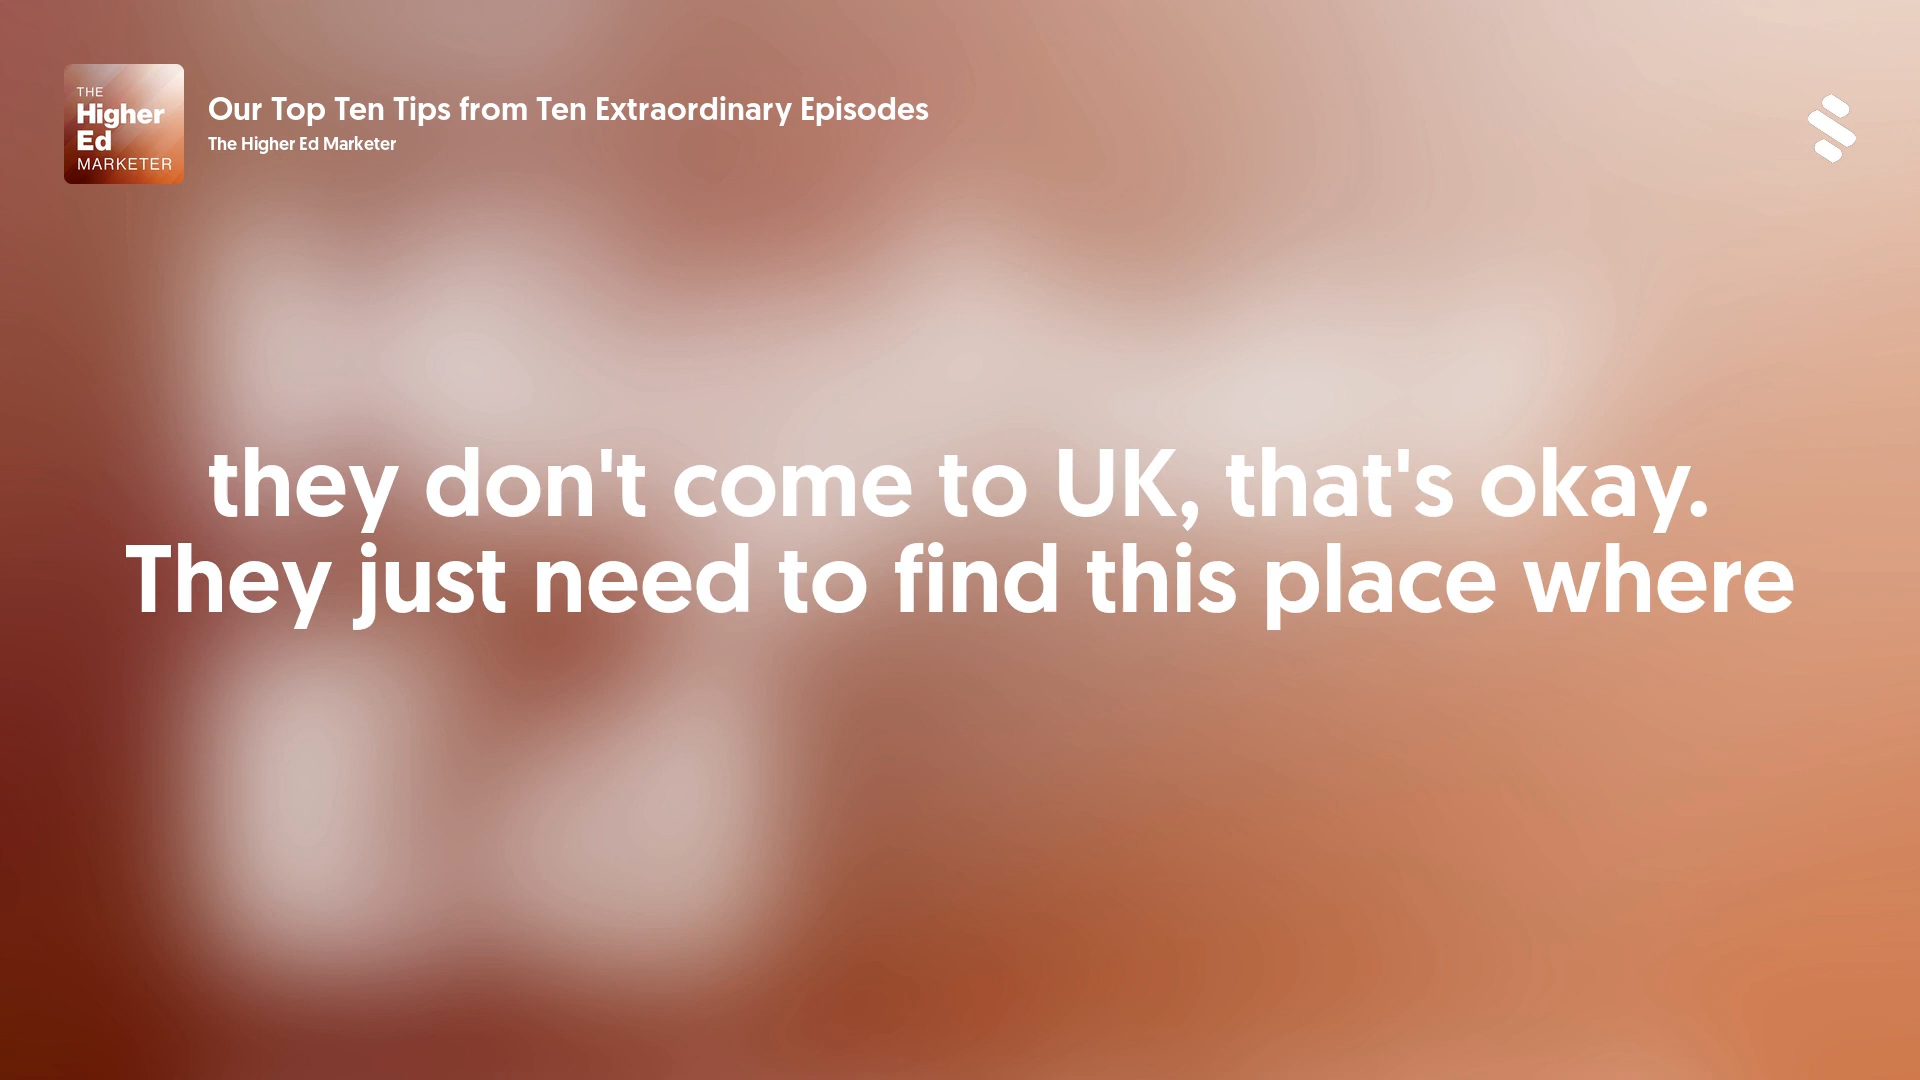 THE
Higher
Ed
MARKETER
Our Top Ten Tips from Ten Extraordinary Episodes
The Higher Ed Marketer
they don't come to UK, that's okay.
They just need to find this place where